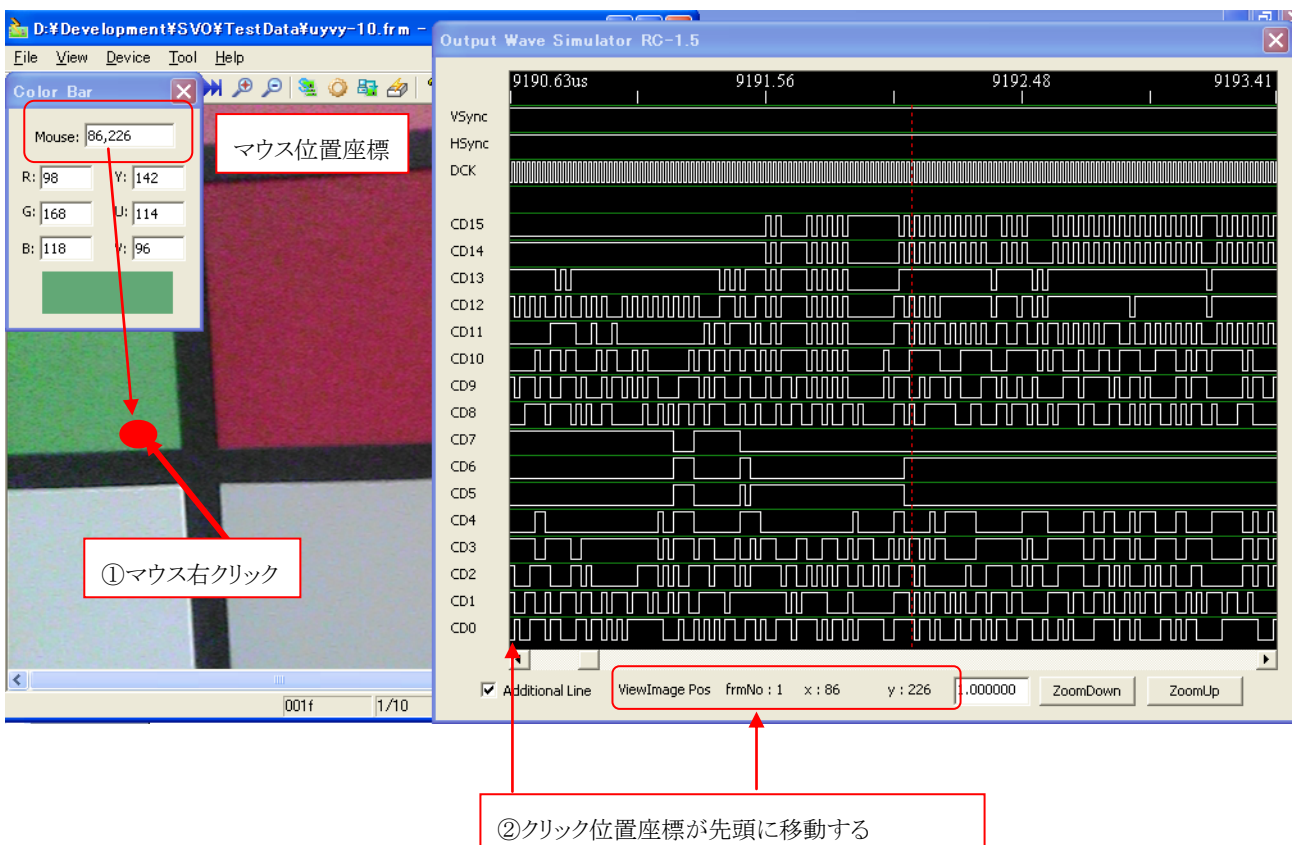 D:¥Development¥SVO¥TestData¥uyvy-10.frm -
File View Device Tool Help
Color Bar
Mouse: 86,226
R: 98 Y: 142
G: 168 U: 114
B: 118 V: 96
マウス位置座標
①マウス右クリック
001f 1/10
Output Wave Simulator RC-1.5
9190.63us 9191.56 9192.48 9193.41
VSync
HSync
DCK
CD15
CD14
CD13
CD12
CD11
CD10
CD9
CD8
CD7
CD6
CD5
CD4
CD3
CD2
CD1
CD0
Additional Line ViewImage Pos frmNo : 1 x : 86 y : 226 1.000000 ZoomDown ZoomUp
②クリック位置座標が先頭に移動する